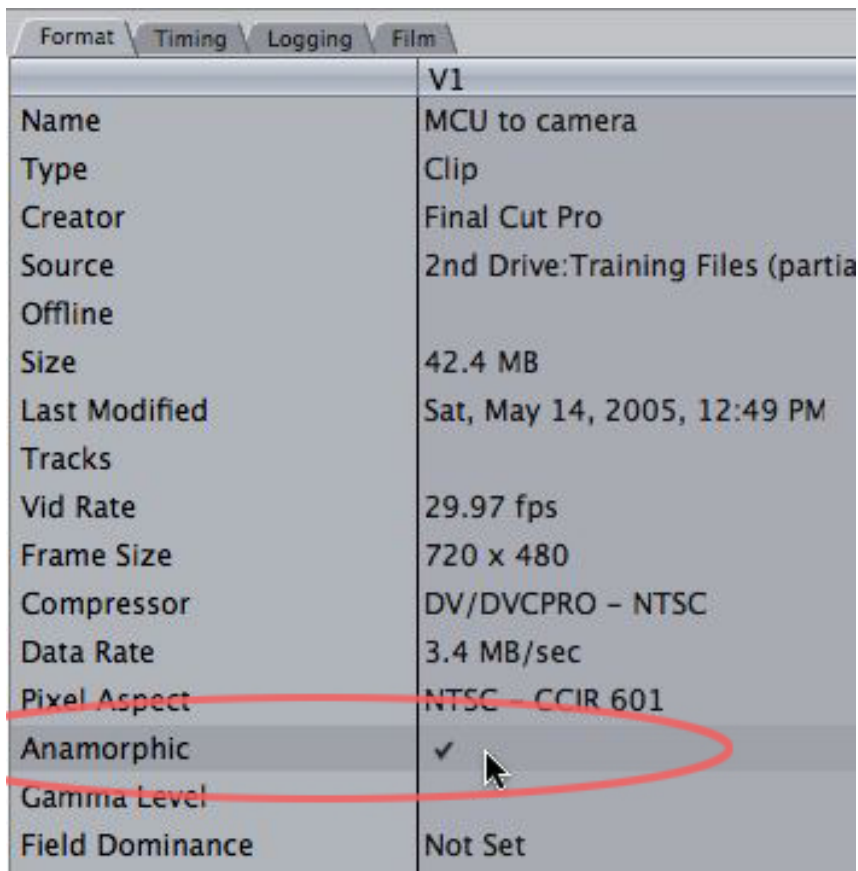 Format Timing Logging Film
V1
Name MCU to camera
Type Clip
Creator Final Cut Pro
Source 2nd Drive:Training Files (partia
Offline
Size 42.4 MB
Last Modified Sat, May 14, 2005, 12:49 PM
Tracks
Vid Rate 29.97 fps
Frame Size 720 x 480
Compressor DV/DVCPRO – NTSC
Data Rate 3.4 MB/sec
Pixel Aspect NTSC – CCIR 601
Anamorphic ✓
Gamma Level
Field Dominance Not Set